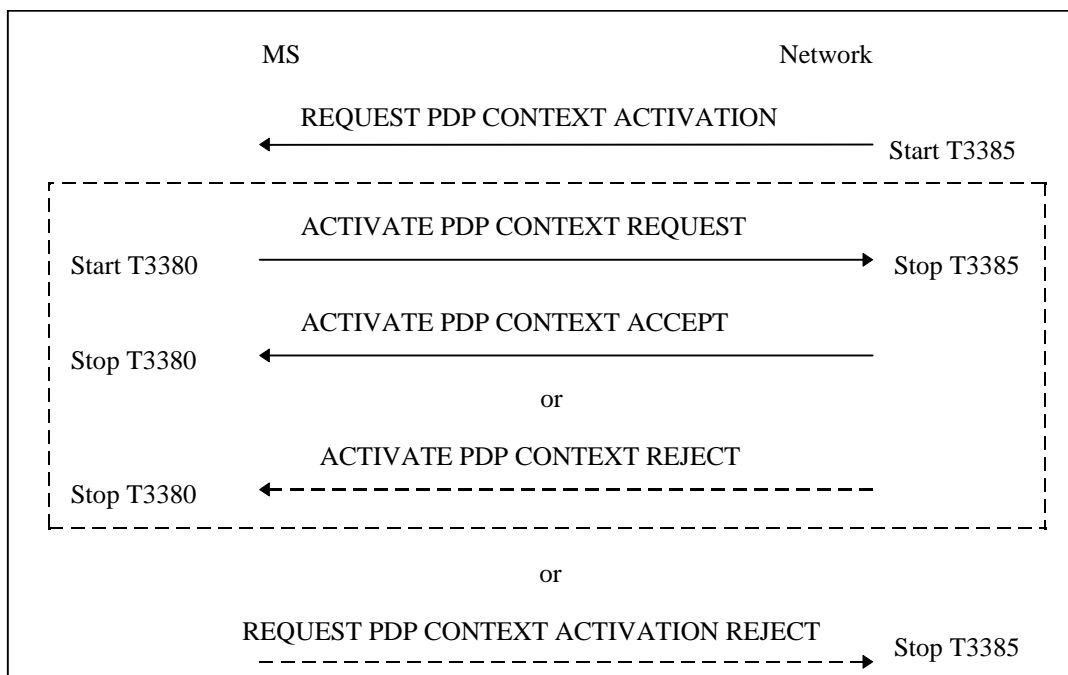 MS Network
REQUEST PDP CONTEXT ACTIVATION
Start T3385
ACTIVATE PDP CONTEXT REQUEST
Start T3380 Stop T3385
ACTIVATE PDP CONTEXT ACCEPT
Stop T3380
or
ACTIVATE PDP CONTEXT REJECT
Stop T3380
or
REQUEST PDP CONTEXT ACTIVATION REJECT
Stop T3385